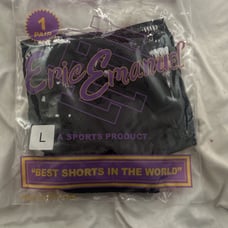 1
PAIR
Eric Emanuel
L
A SPORTS PRODUCT
"BEST SHORTS IN THE WORLD"